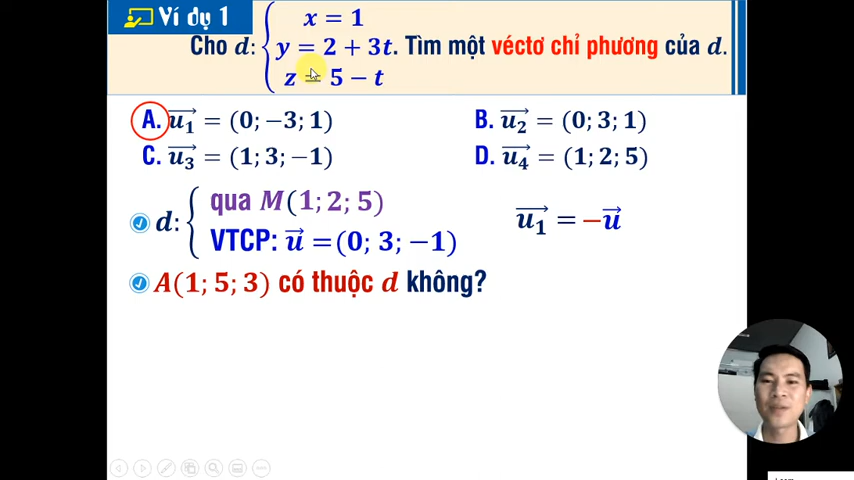 Ví dụ 1
x = 1
Cho d: { y = 2 + 3t. Tìm một véctơ chỉ phương của d.
z = 5 − t
A. u₁⃗ = (0; −3; 1) B. u₂⃗ = (0; 3; 1)
C. u₃⃗ = (1; 3; −1) D. u₄⃗ = (1; 2; 5)
d: { qua M(1; 2; 5)
VTCP: u⃗ = (0; 3; −1)
u₁⃗ = −u⃗
A(1; 5; 3) có thuộc d không?